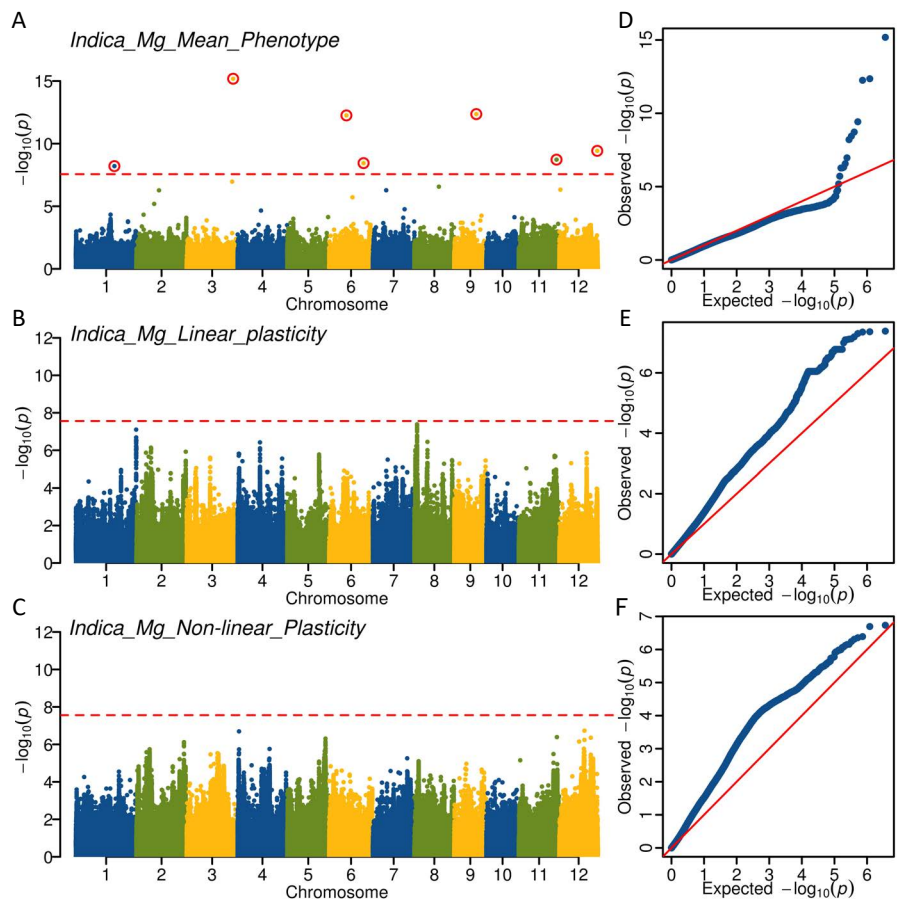 A
Indica_Mg_Mean_Phenotype
15
10
5
0
−log10(p)
1 2 3 4 5 6 7 8 9 10 11 12
Chromosome
D
15
10
5
0
Observed −log10(p)
0 1 2 3 4 5 6
Expected −log10(p)
B
Indica_Mg_Linear_plasticity
12
10
8
6
4
2
0
−log10(p)
1 2 3 4 5 6 7 8 9 10 11 12
Chromosome
E
6
4
2
0
Observed −log10(p)
0 1 2 3 4 5 6
Expected −log10(p)
C
Indica_Mg_Non-linear_Plasticity
12
10
8
6
4
2
0
−log10(p)
1 2 3 4 5 6 7 8 9 10 11 12
Chromosome
F
7
6
5
4
3
2
1
0
Observed −log10(p)
0 1 2 3 4 5 6
Expected −log10(p)